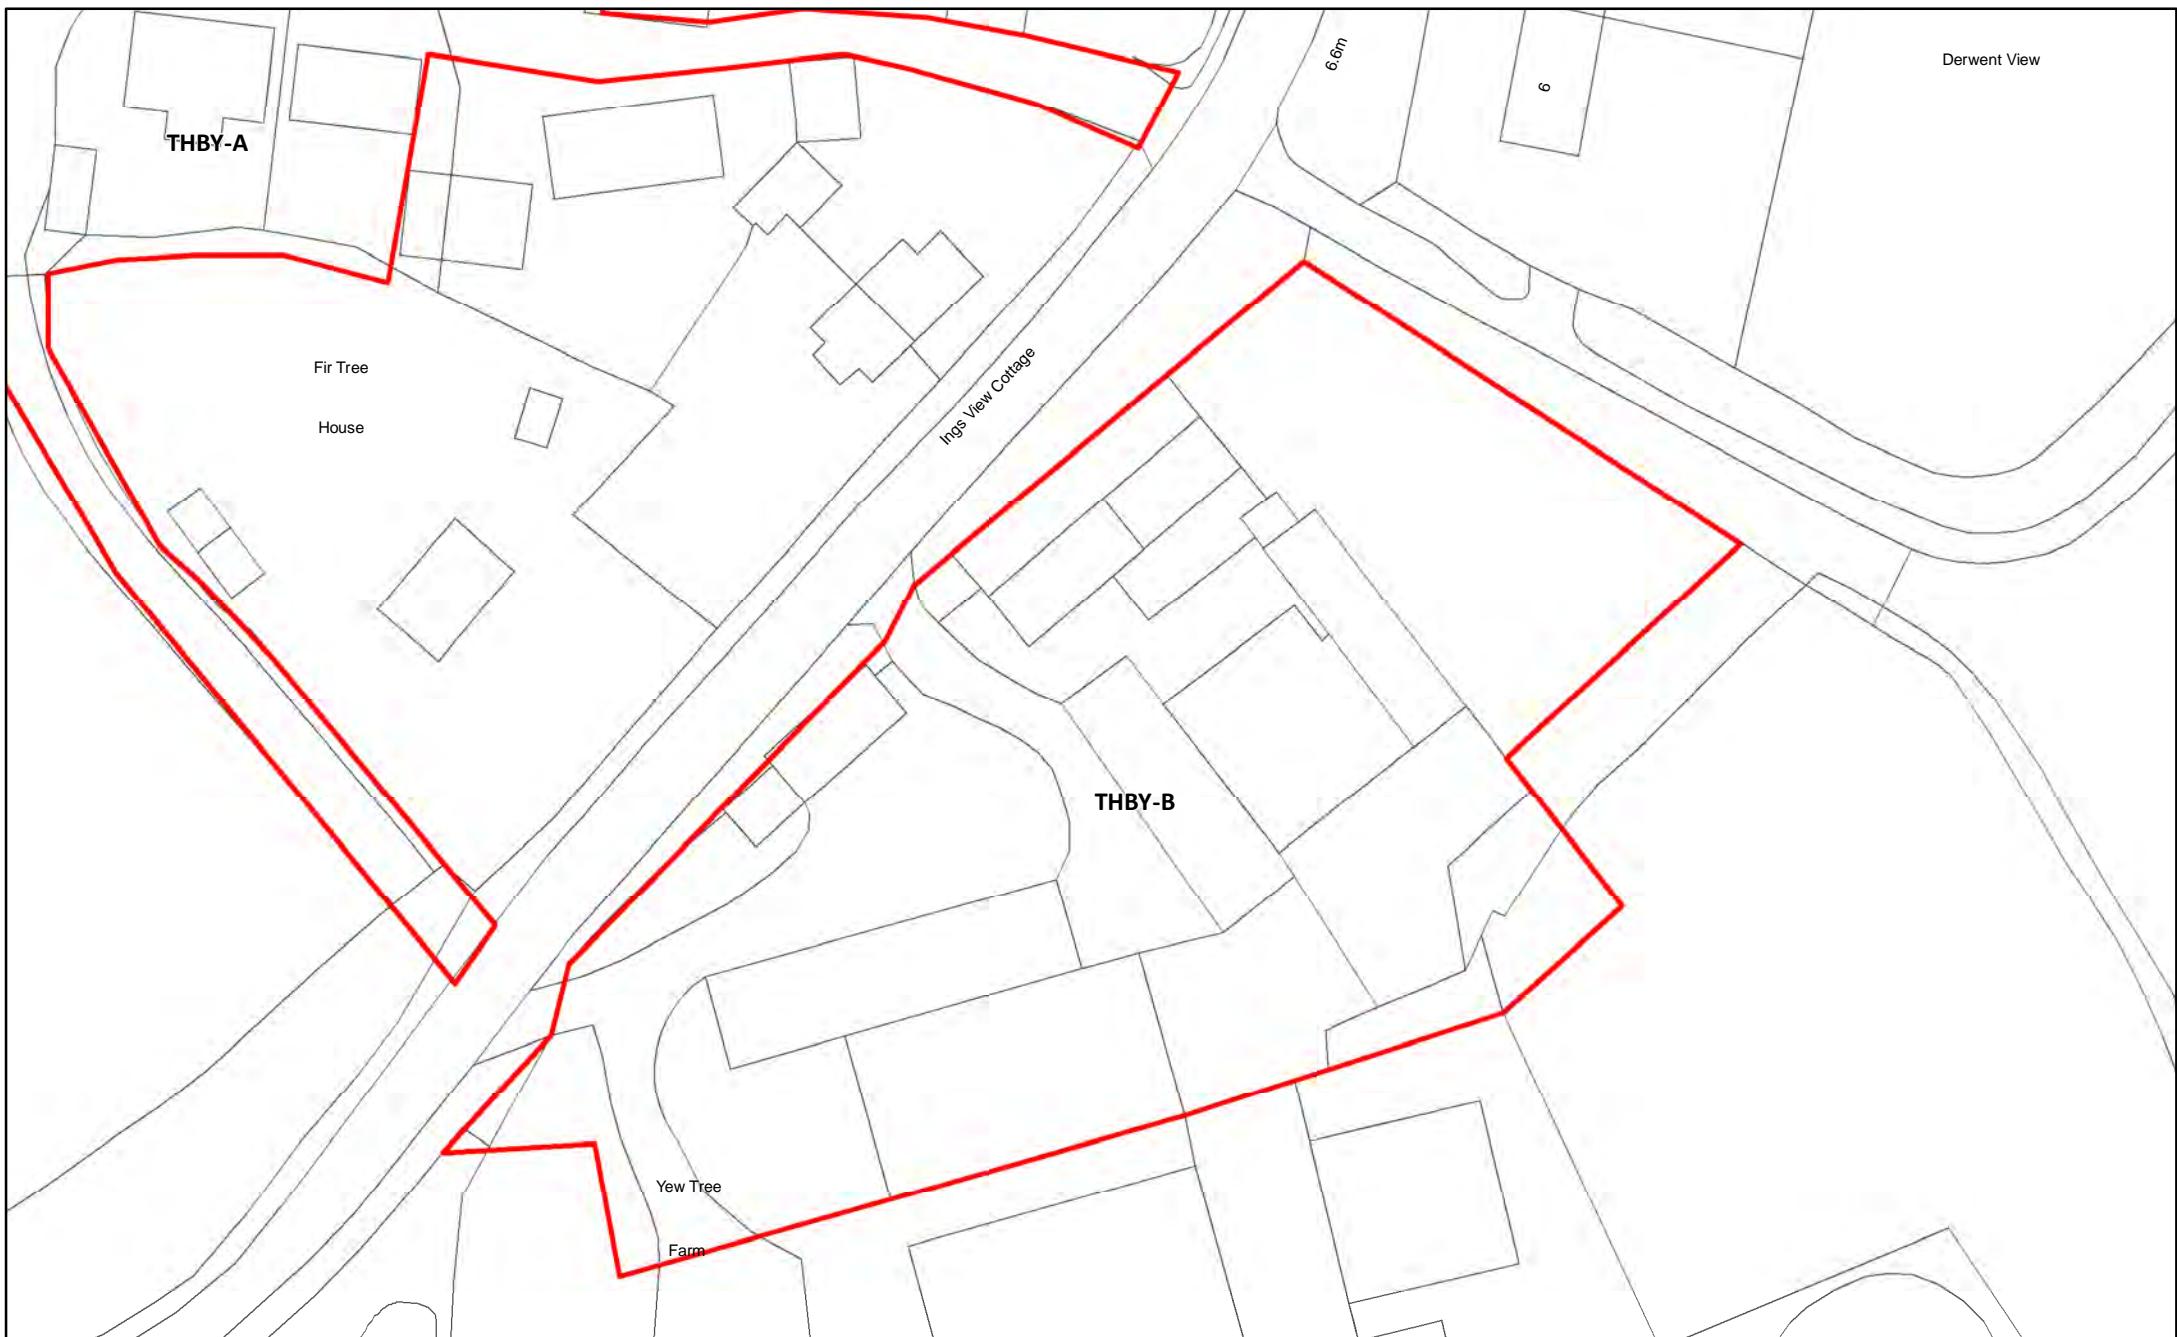 6.6m
Derwent View
6
THBY-A
Fir Tree
House
Ings View Cottage
THBY-B
Yew Tree
Farm